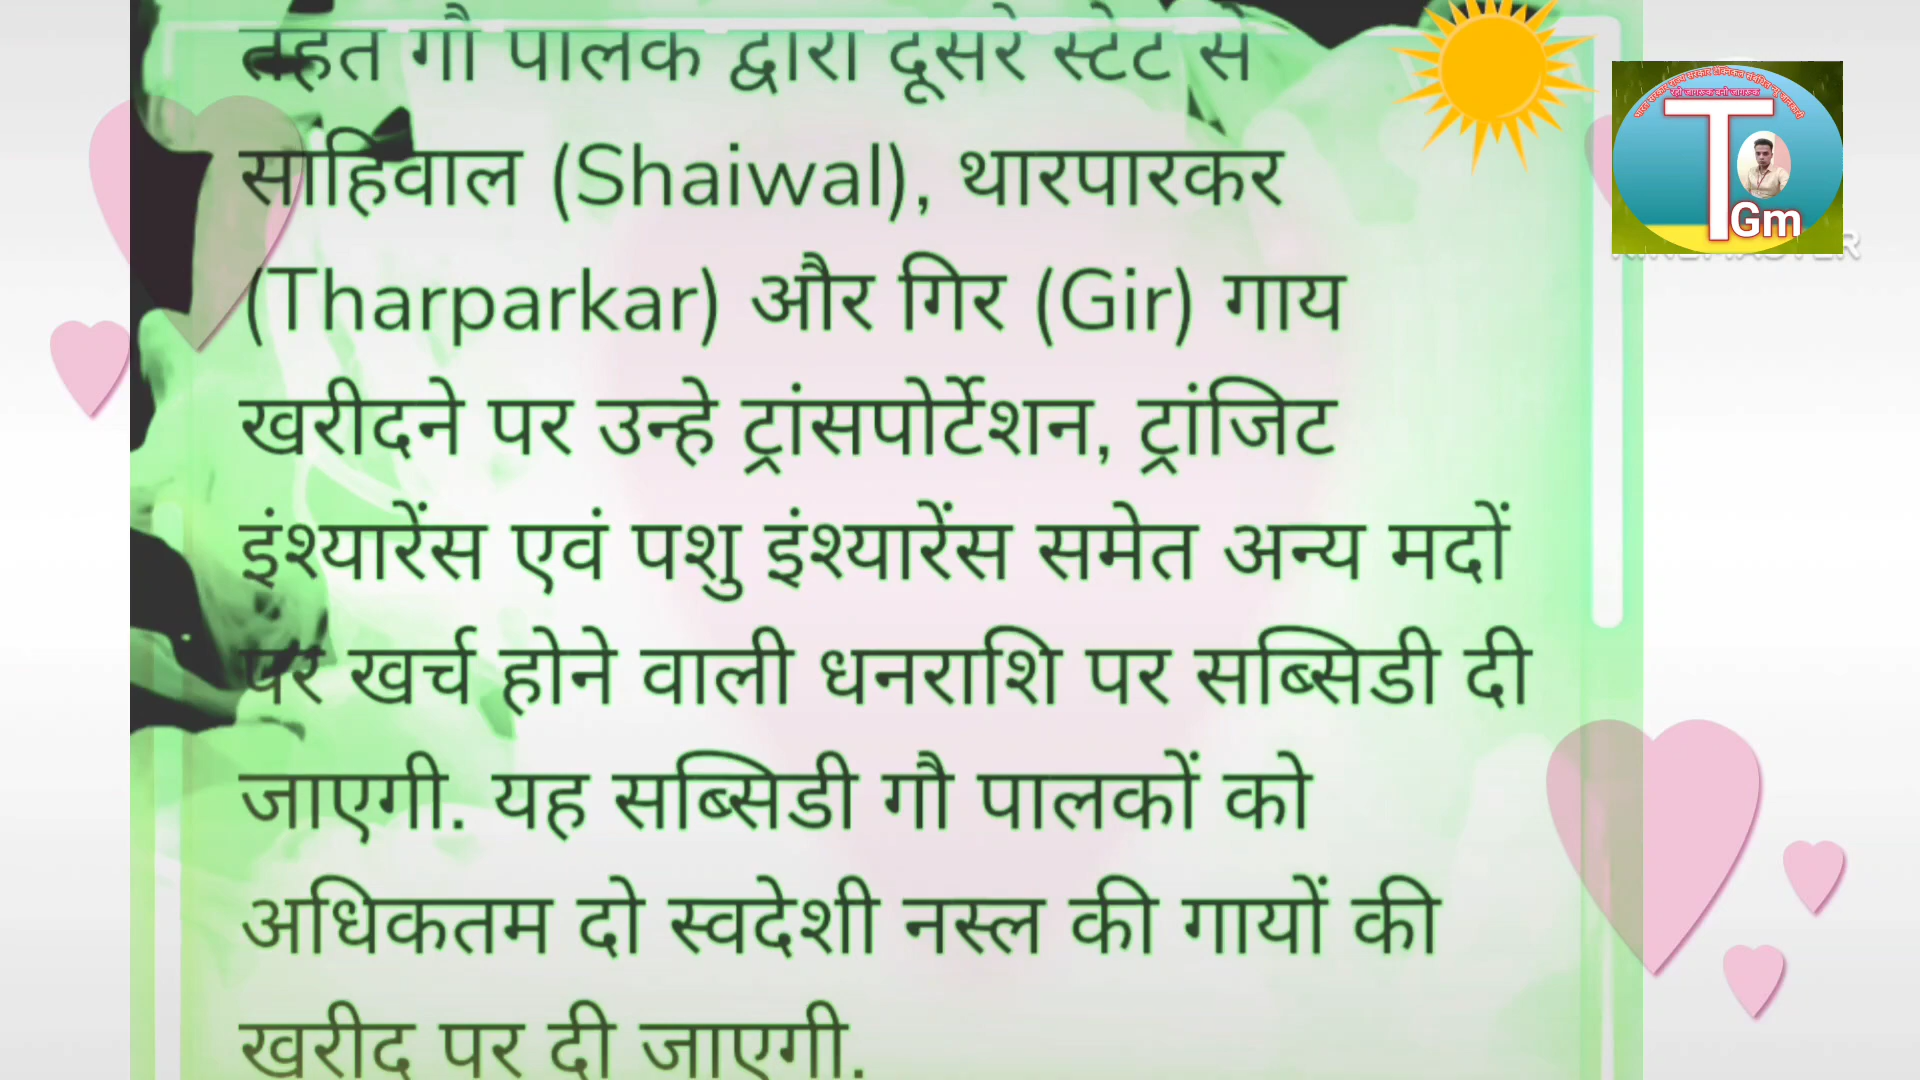 तहत गौ पालक द्वारा दूसरे स्टेट से
साहिवाल (Shaiwal), थारपारकर
(Tharparkar) और गिर (Gir) गाय
खरीदने पर उन्हे ट्रांसपोर्टेशन, ट्रांजिट
इंश्यारेंस एवं पशु इंश्यारेंस समेत अन्य मदों
पर खर्च होने वाली धनराशि पर सब्सिडी दी
जाएगी. यह सब्सिडी गौ पालकों को
अधिकतम दो स्वदेशी नस्ल की गायों की
खरीद पर दी जाएगी.
T
Gm